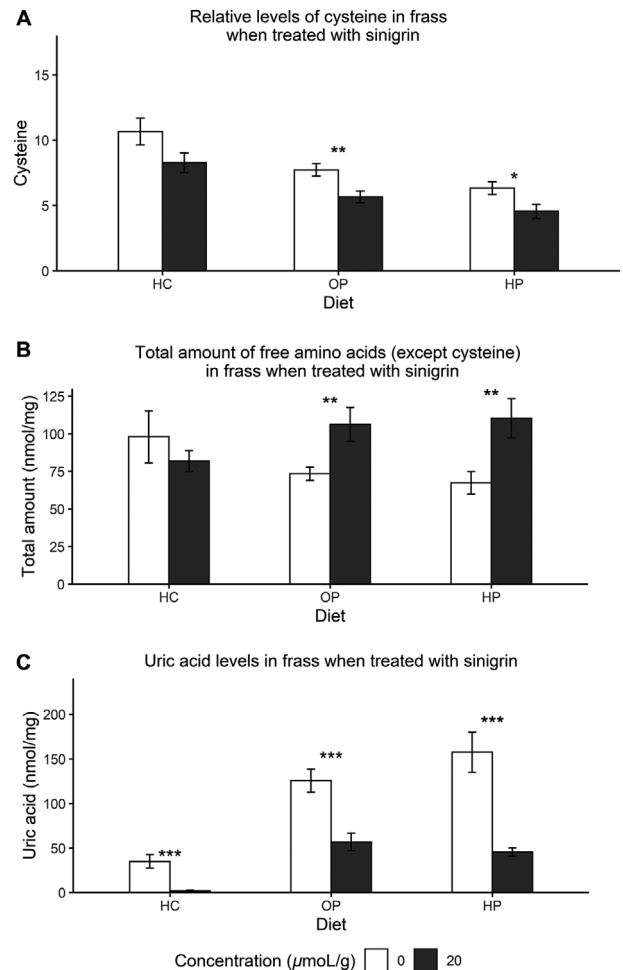 A
Relative levels of cysteine in frass
when treated with sinigrin
Cysteine
15
10
5
0
**
*
HC OP HP
Diet
B
Total amount of free amino acids (except cysteine)
in frass when treated with sinigrin
Total amount (nmol/mg)
125
100
75
50
25
0
** **
HC OP HP
Diet
C
Uric acid levels in frass when treated with sinigrin
Uric acid (nmol/mg)
200
150
100
50
0
*** *** ***
HC OP HP
Diet
Concentration (µmoL/g) 0 20